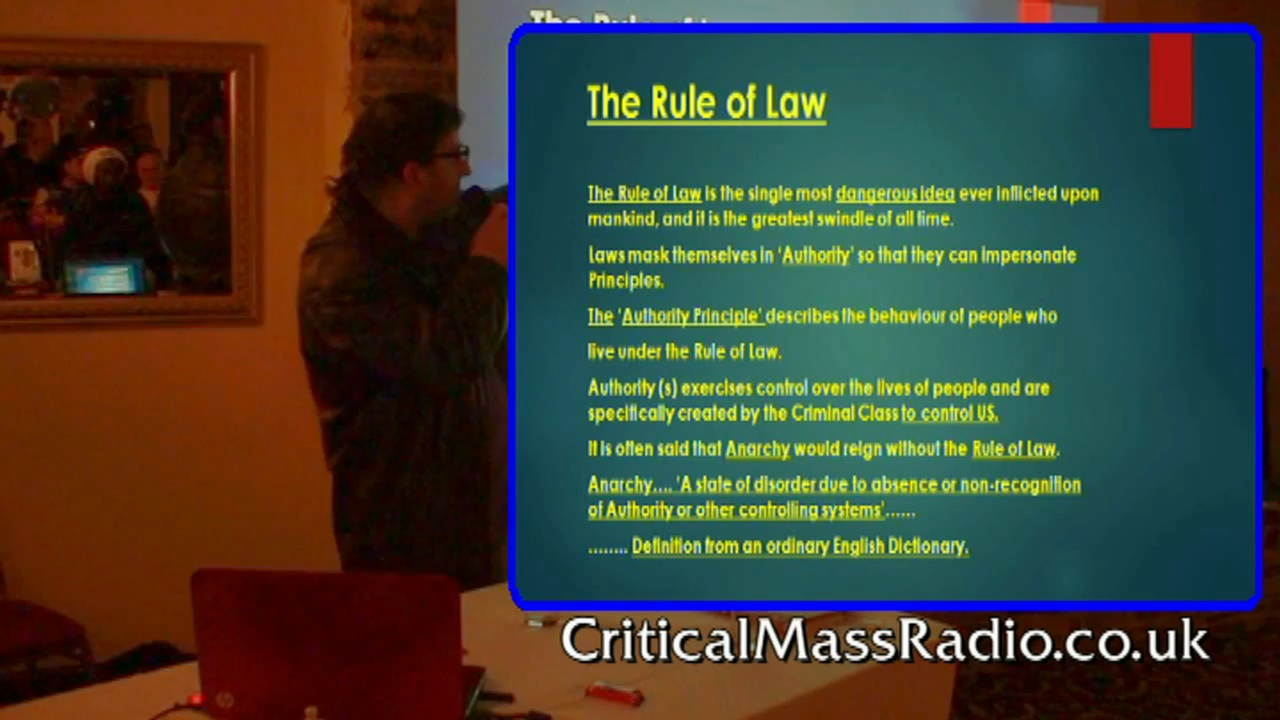 The Rule of L
The Rule of Law
The Rule of Law is the single most dangerous idea ever inflicted upon
mankind, and it is the greatest swindle of all time.
Laws mask themselves in ‘Authority’ so that they can impersonate
Principles.
The ‘Authority Principle’ describes the behaviour of people who
live under the Rule of Law.
Authority (s) exercises control over the lives of people and are
specifically created by the Criminal Class to control US.
It is often said that Anarchy would reign without the Rule of Law.
Anarchy.... ‘A state of disorder due to absence or non-recognition
of Authority or other controlling systems’......
........ Definition from an ordinary English Dictionary.
CriticalMassRadio.co.uk
hp